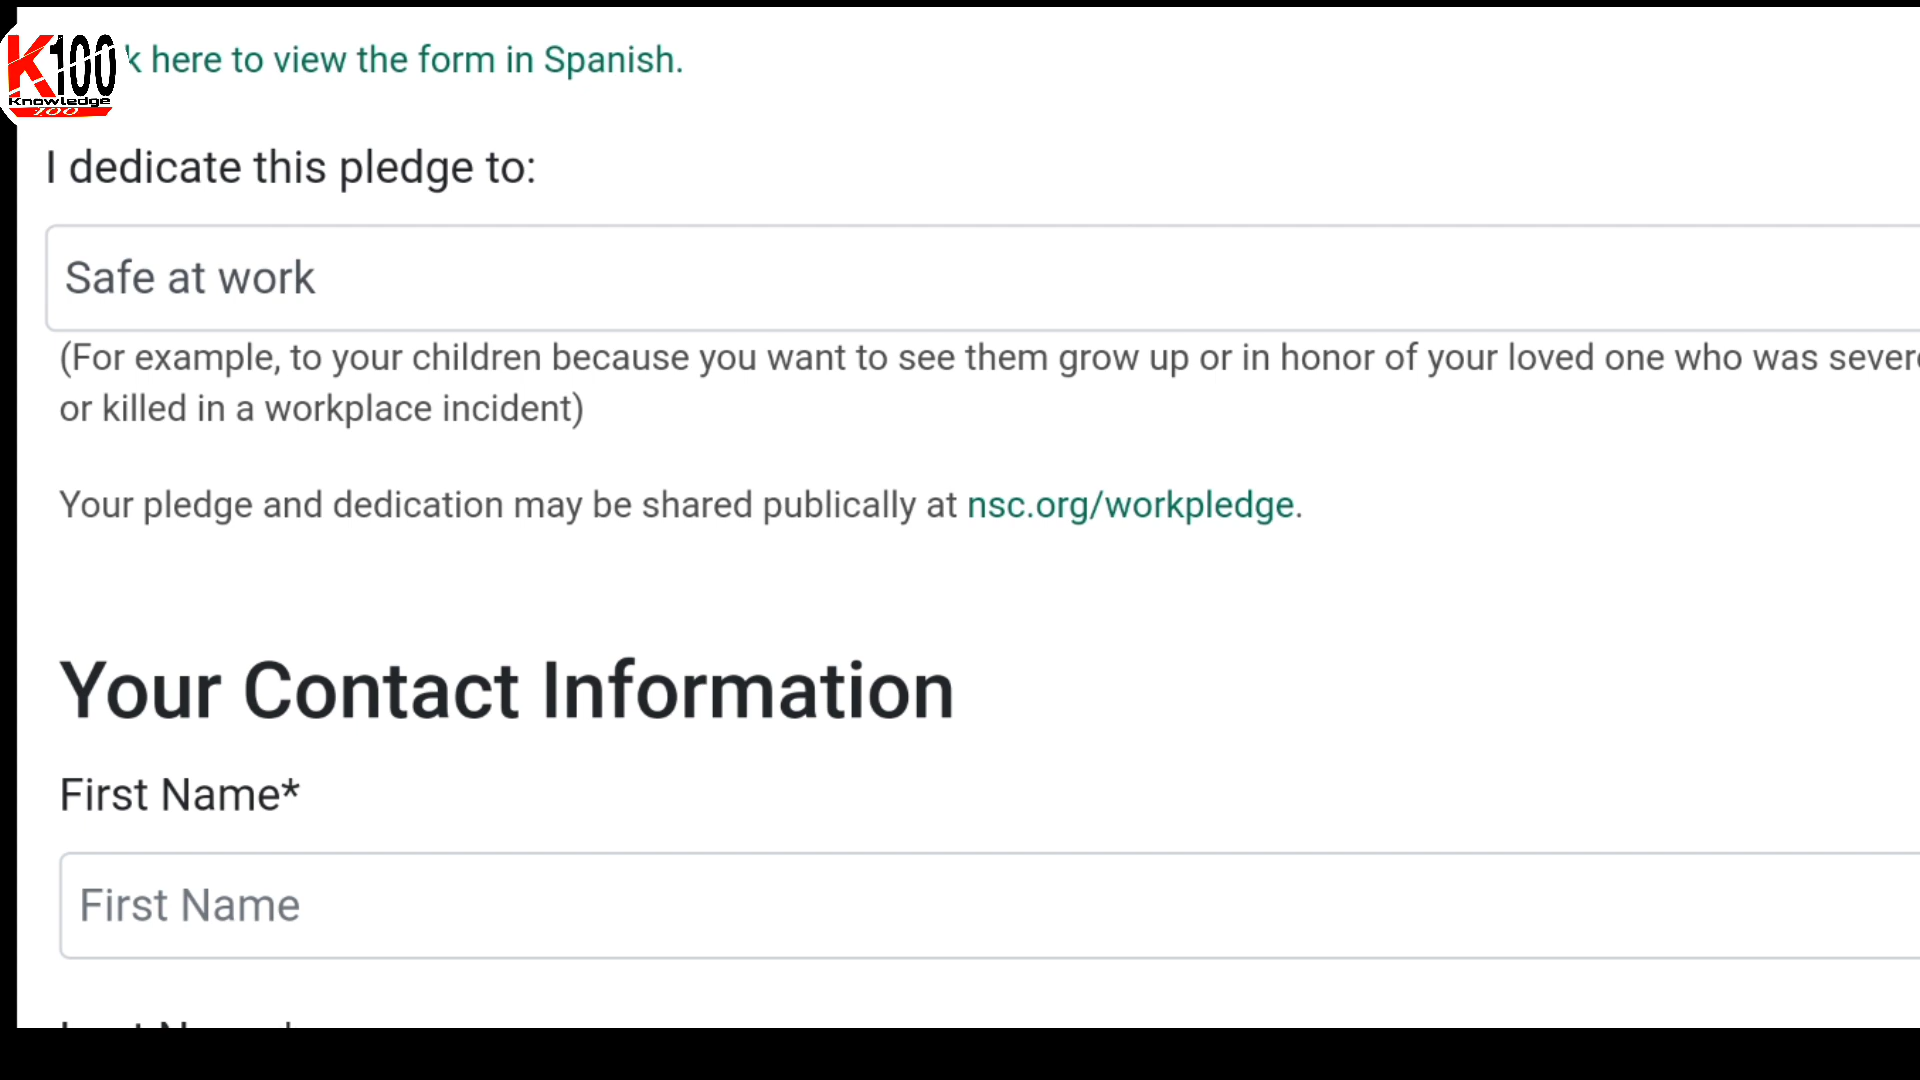 K100
Knowledge
100
k here to view the form in Spanish.
I dedicate this pledge to:
Safe at work
(For example, to your children because you want to see them grow up or in honor of your loved one who was
or killed in a workplace incident)
Your pledge and dedication may be shared publically at nsc.org/workpledge.
Your Contact Information
First Name*
First Name